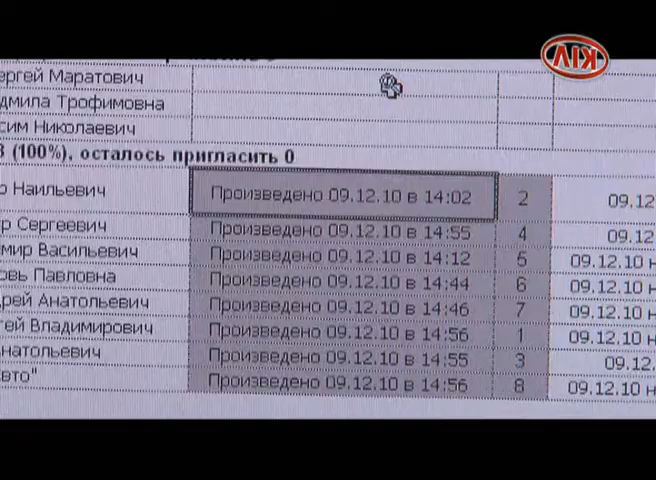 ЛІК
ергей Маратович
дмила Трофимовна
сим Николаевич
(100%), осталось пригласить 0
Наильевич Произведено 09.12.10 в 14:02 2 09.12
р Сергеевич Произведено 09.12.10 в 14:55 4 09.12
имир Васильевич Произведено 09.12.10 в 14:12 5 09.12.10 н
овь Павловна Произведено 09.12.10 в 14:44 6 09.12.10 н
дрей Анатольевич Произведено 09.12.10 в 14:46 7 09.12.10 н
гей Владимирович Произведено 09.12.10 в 14:56 1 09.12.10 н
натольевич Произведено 09.12.10 в 14:55 3 09.12
вто" Произведено 09.12.10 в 14:56 8 09.12.10 н